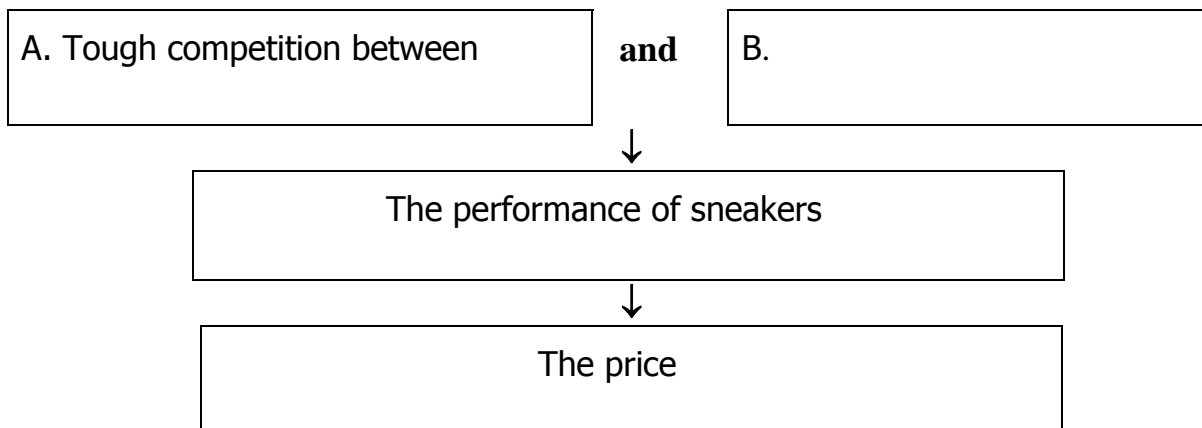 A. Tough competition between
and
B.
↓
The performance of sneakers
↓
The price